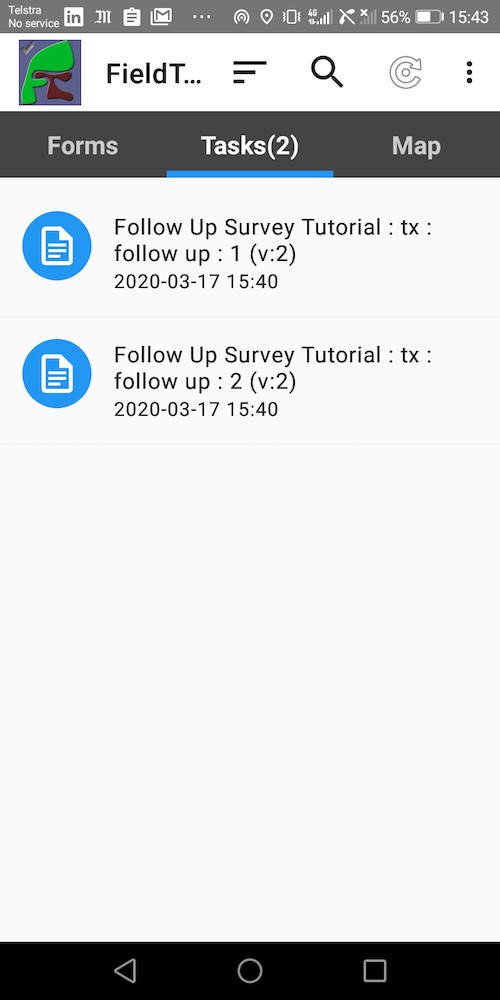 Telstra
No service
56%
15:43
FieldT...
Forms
Tasks(2)
Map
Follow Up Survey Tutorial : tx :
follow up : 1 (v:2)
2020-03-17 15:40
Follow Up Survey Tutorial : tx :
follow up : 2 (v:2)
2020-03-17 15:40